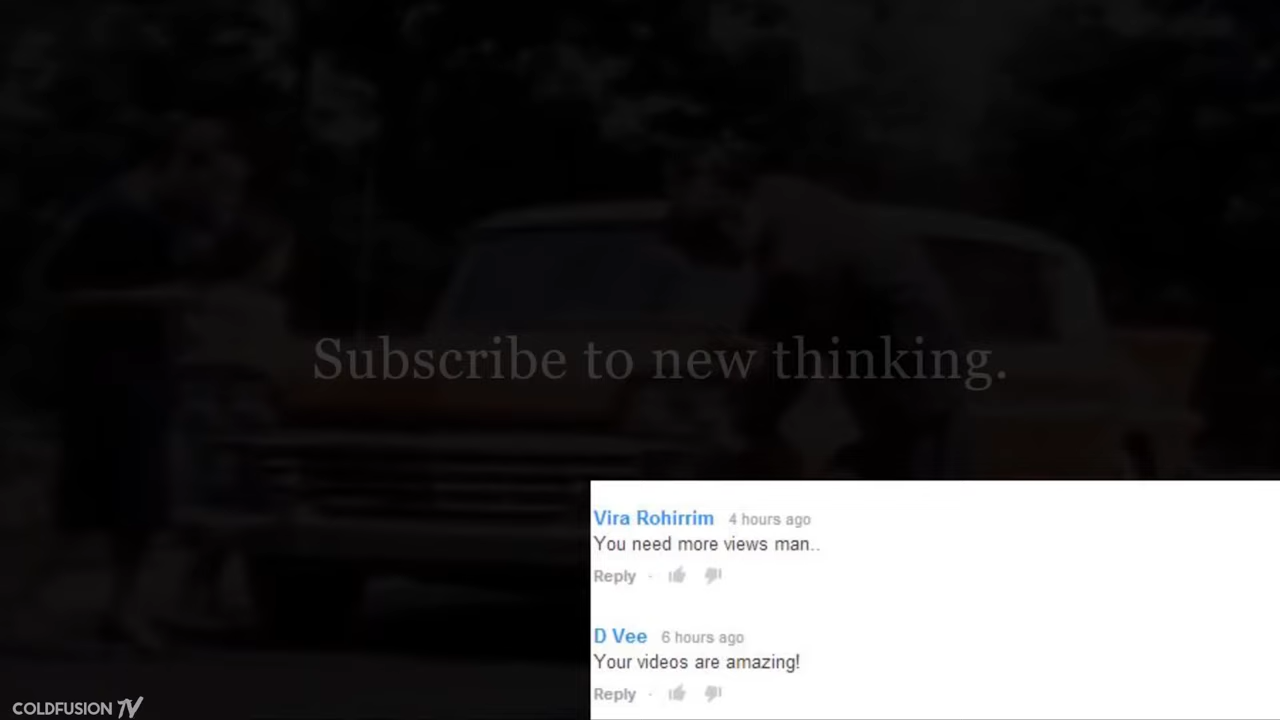 Subscribe to new thinking.
Vira Rohirrim 4 hours ago
You need more views man..
Reply ·
D Vee 6 hours ago
Your videos are amazing!
Reply ·
COLDFUSION TV